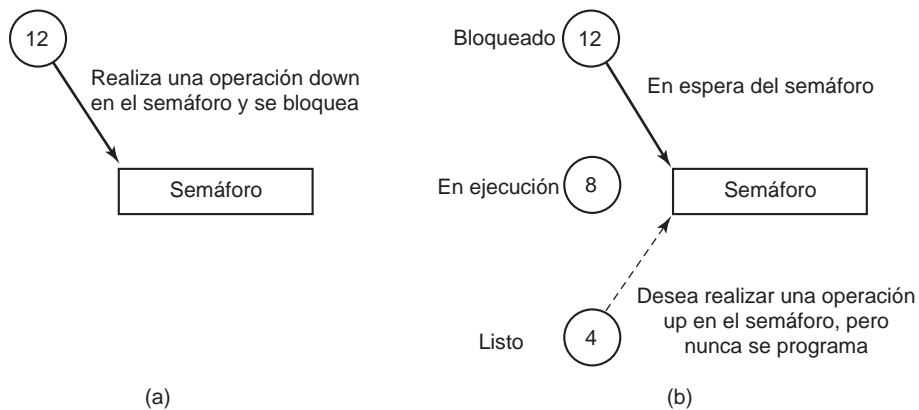 12
Realiza una operación down
en el semáforo y se bloquea
Semáforo
(a)
Bloqueado
12
En espera del semáforo
En ejecución
8
Semáforo
Desea realizar una operación
up en el semáforo, pero
nunca se programa
Listo
4
(b)